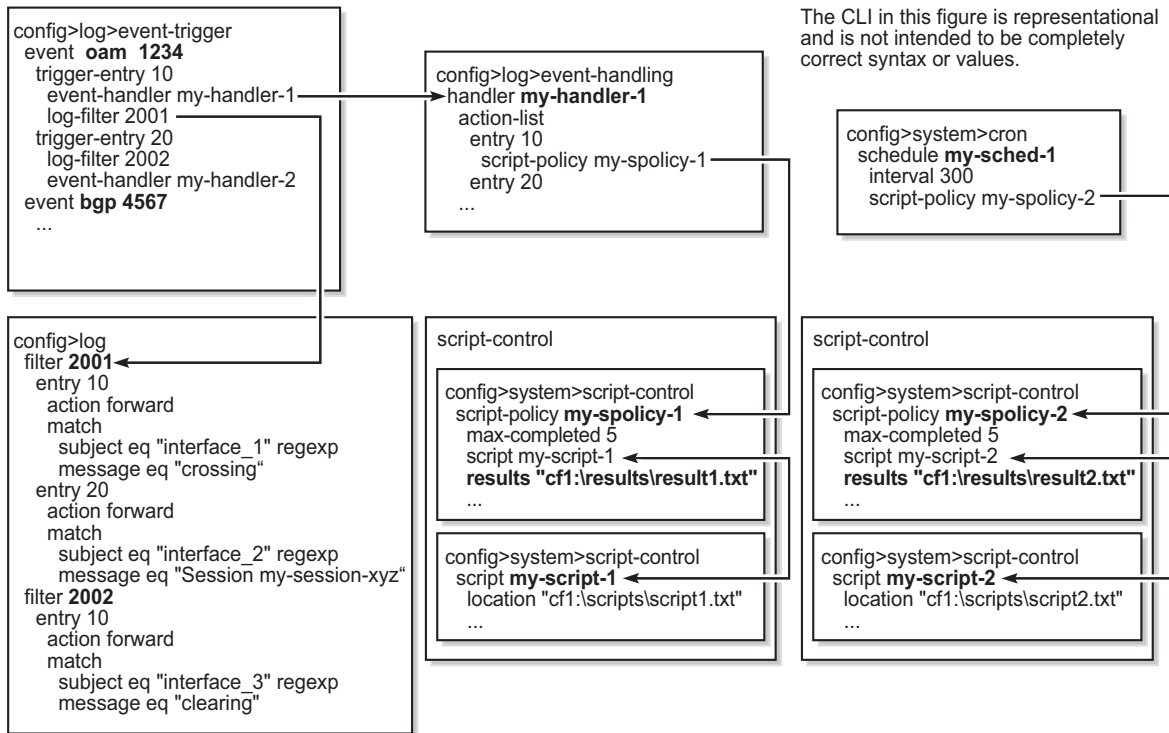 config>log>event-trigger
event oam 1234
trigger-entry 10
event-handler my-handler-1
log-filter 2001
trigger-entry 20
log-filter 2002
event-handler my-handler-2
event bgp 4567
...
config>log>event-handling
handler my-handler-1
action-list
entry 10
script-policy my-spolicy-1
entry 20
...
The CLI in this figure is representational
and is not intended to be completely
correct syntax or values.
config>system>cron
schedule my-sched-1
interval 300
script-policy my-spolicy-2
config>log
filter 2001
entry 10
action forward
match
subject eq "interface_1" regexp
message eq "crossing“
entry 20
action forward
match
subject eq "interface_2" regexp
message eq "Session my-session-xyz“
filter 2002
entry 10
action forward
match
subject eq "interface_3" regexp
message eq "clearing"
script-control
config>system>script-control
script-policy my-spolicy-1
max-completed 5
script my-script-1
results "cf1:\results\result1.txt"
...
config>system>script-control
script my-script-1
location "cf1:\scripts\script1.txt"
...
script-control
config>system>script-control
script-policy my-spolicy-2
max-completed 5
script my-script-2
results "cf1:\results\result2.txt"
...
config>system>script-control
script my-script-2
location "cf1:\scripts\script2.txt"
...